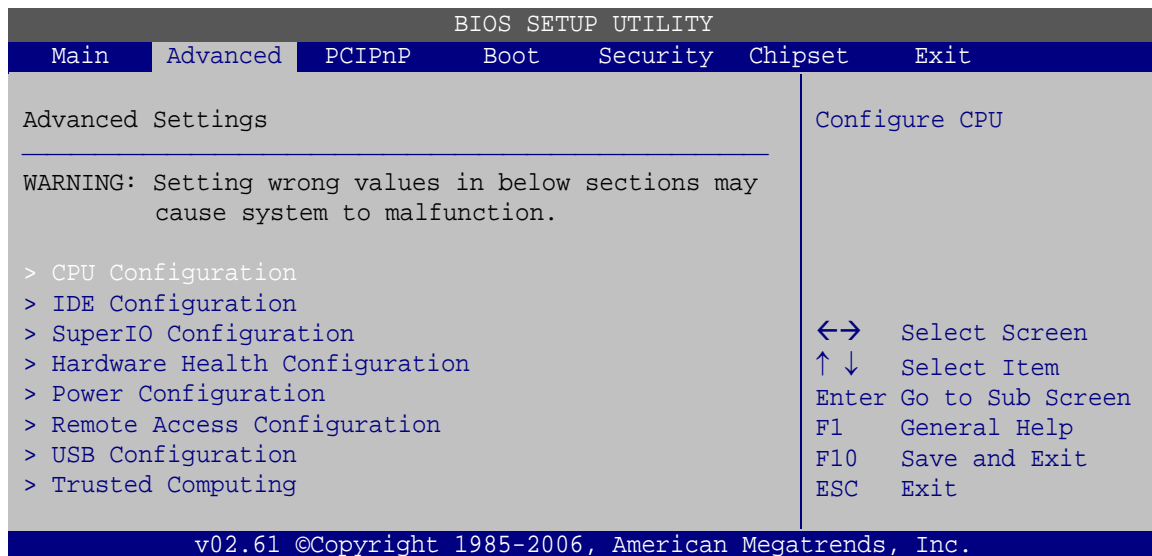 BIOS SETUP UTILITY
Main Advanced PCIPnP Boot Security Chipset Exit
Advanced Settings
WARNING: Setting wrong values in below sections may
cause system to malfunction.
> CPU Configuration
> IDE Configuration
> SuperIO Configuration
> Hardware Health Configuration
> Power Configuration
> Remote Access Configuration
> USB Configuration
> Trusted Computing
Configure CPU
←→ Select Screen
↑ ↓ Select Item
Enter Go to Sub Screen
F1 General Help
F10 Save and Exit
ESC Exit
v02.61 ©Copyright 1985-2006, American Megatrends, Inc.